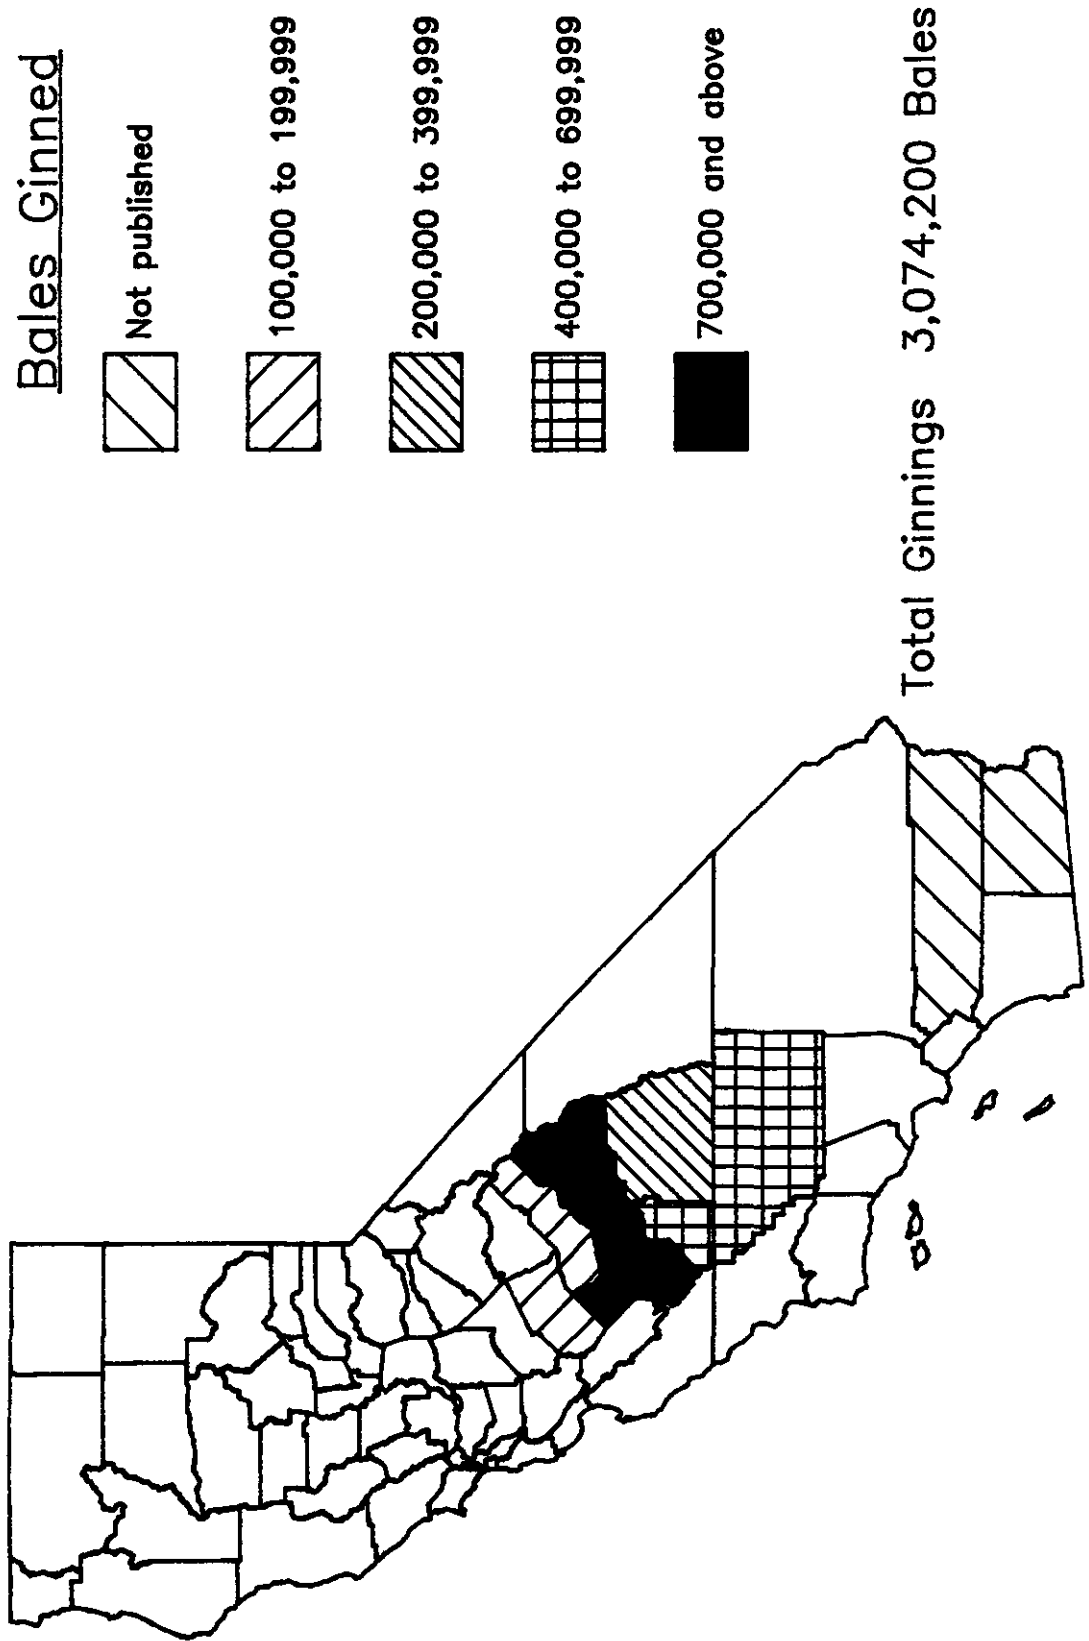 Bales Ginned
Not published
100,000 to 199,999
200,000 to 399,999
400,000 to 699,999
700,000 and above
Total Ginnings 3,074,200 Bales